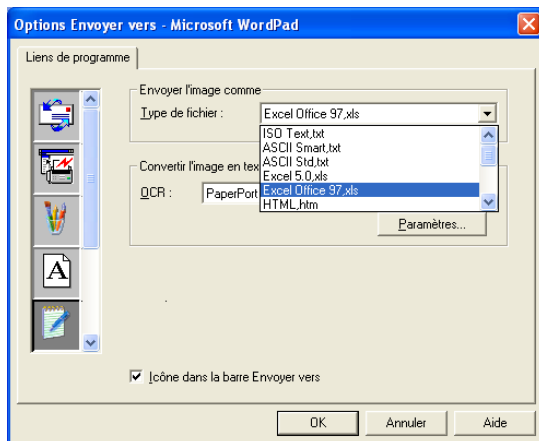 Options Envoyer vers - Microsoft WordPad
Liens de programme
Envoyer l'image comme
Type de fichier :
Excel Office 97,xls
ISO Text,txt
ASCII Smart,txt
ASCII Std,txt
Excel 5.0,xls
Excel Office 97,xls
HTML,htm
Convertir l'image en tex
OCR :
PaperPort
Paramètres...
A
Icône dans la barre Envoyer vers
OK
Annuler
Aide